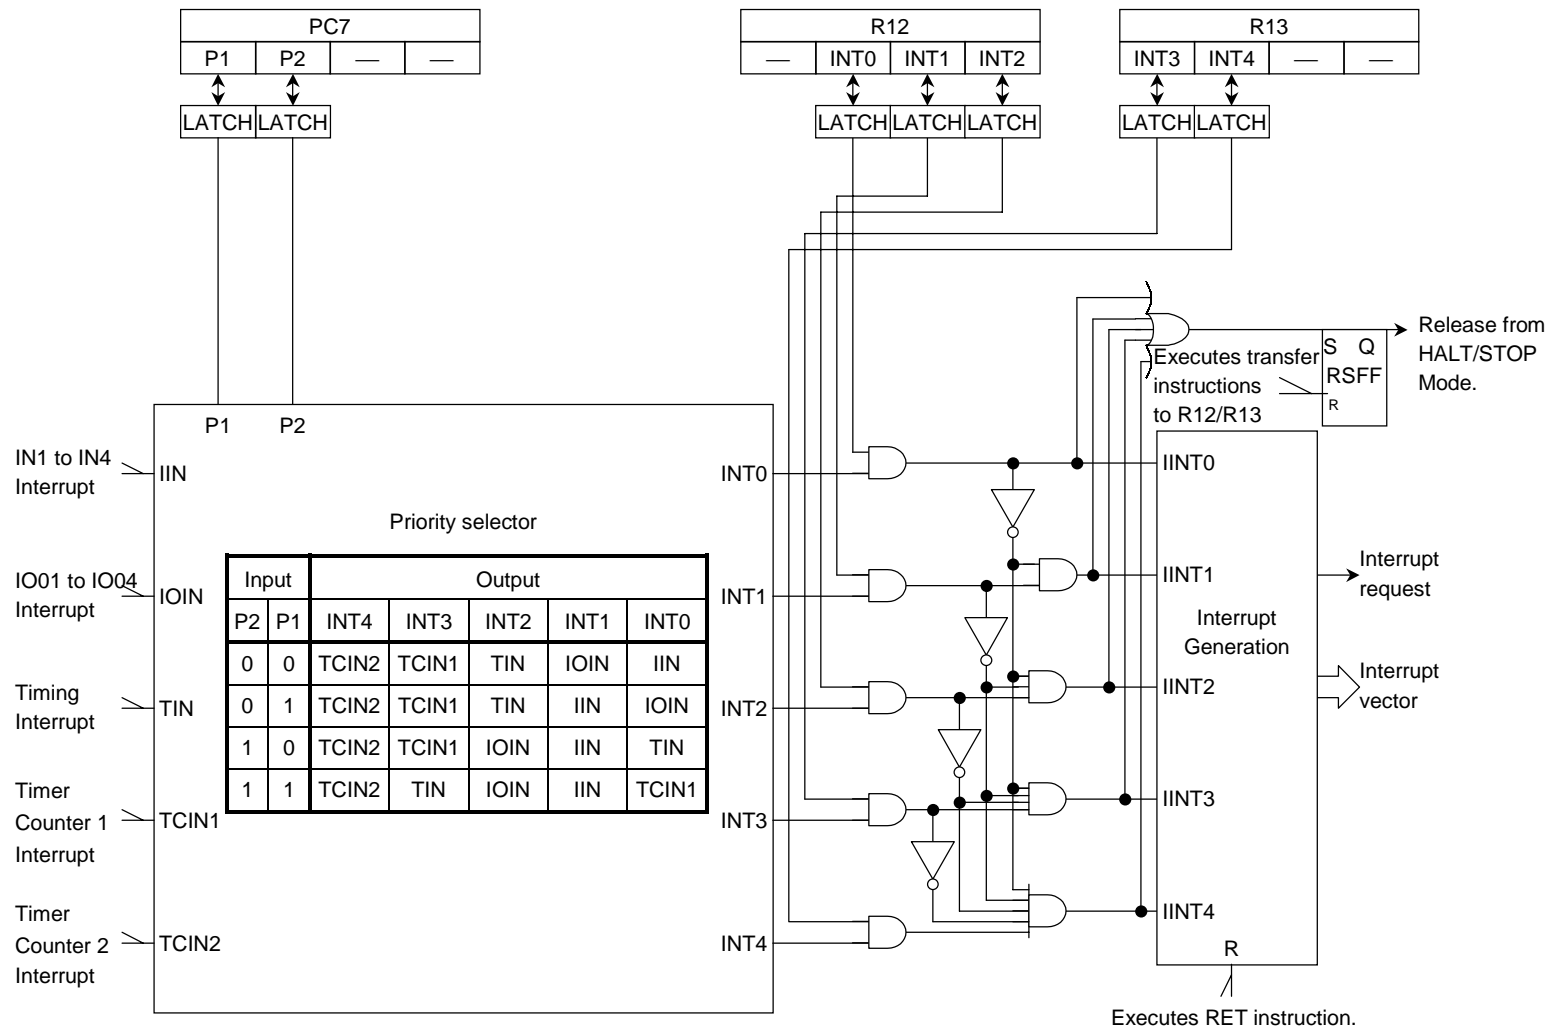 PC7
P1 P2 — —
LATCH LATCH
R12
— INT0 INT1 INT2
LATCH LATCH LATCH
R13
INT3 INT4 — —
LATCH LATCH
Release from
HALT/STOP
Mode.
S Q
RSFF
R
Executes transfer
instructions
to R12/R13
P1 P2
IN1 to IN4
Interrupt
IIN
INT0
IINT0
Priority selector
Input Output
P2 P1 INT4 INT3 INT2 INT1 INT0
0 0 TCIN2 TCIN1 TIN IOIN IIN
0 1 TCIN2 TCIN1 TIN IIN IOIN
1 0 TCIN2 TCIN1 IOIN IIN TIN
1 1 TCIN2 TIN IOIN IIN TCIN1
IO01 to IO04
Interrupt
IOIN
INT1
IINT1
Interrupt
request
Interrupt
Generation
Timing
Interrupt
TIN
INT2
IINT2
Interrupt
vector
Timer
Counter 1
Interrupt
TCIN1
INT3
IINT3
Timer
Counter 2
Interrupt
TCIN2
INT4
IINT4
R
Executes RET instruction.